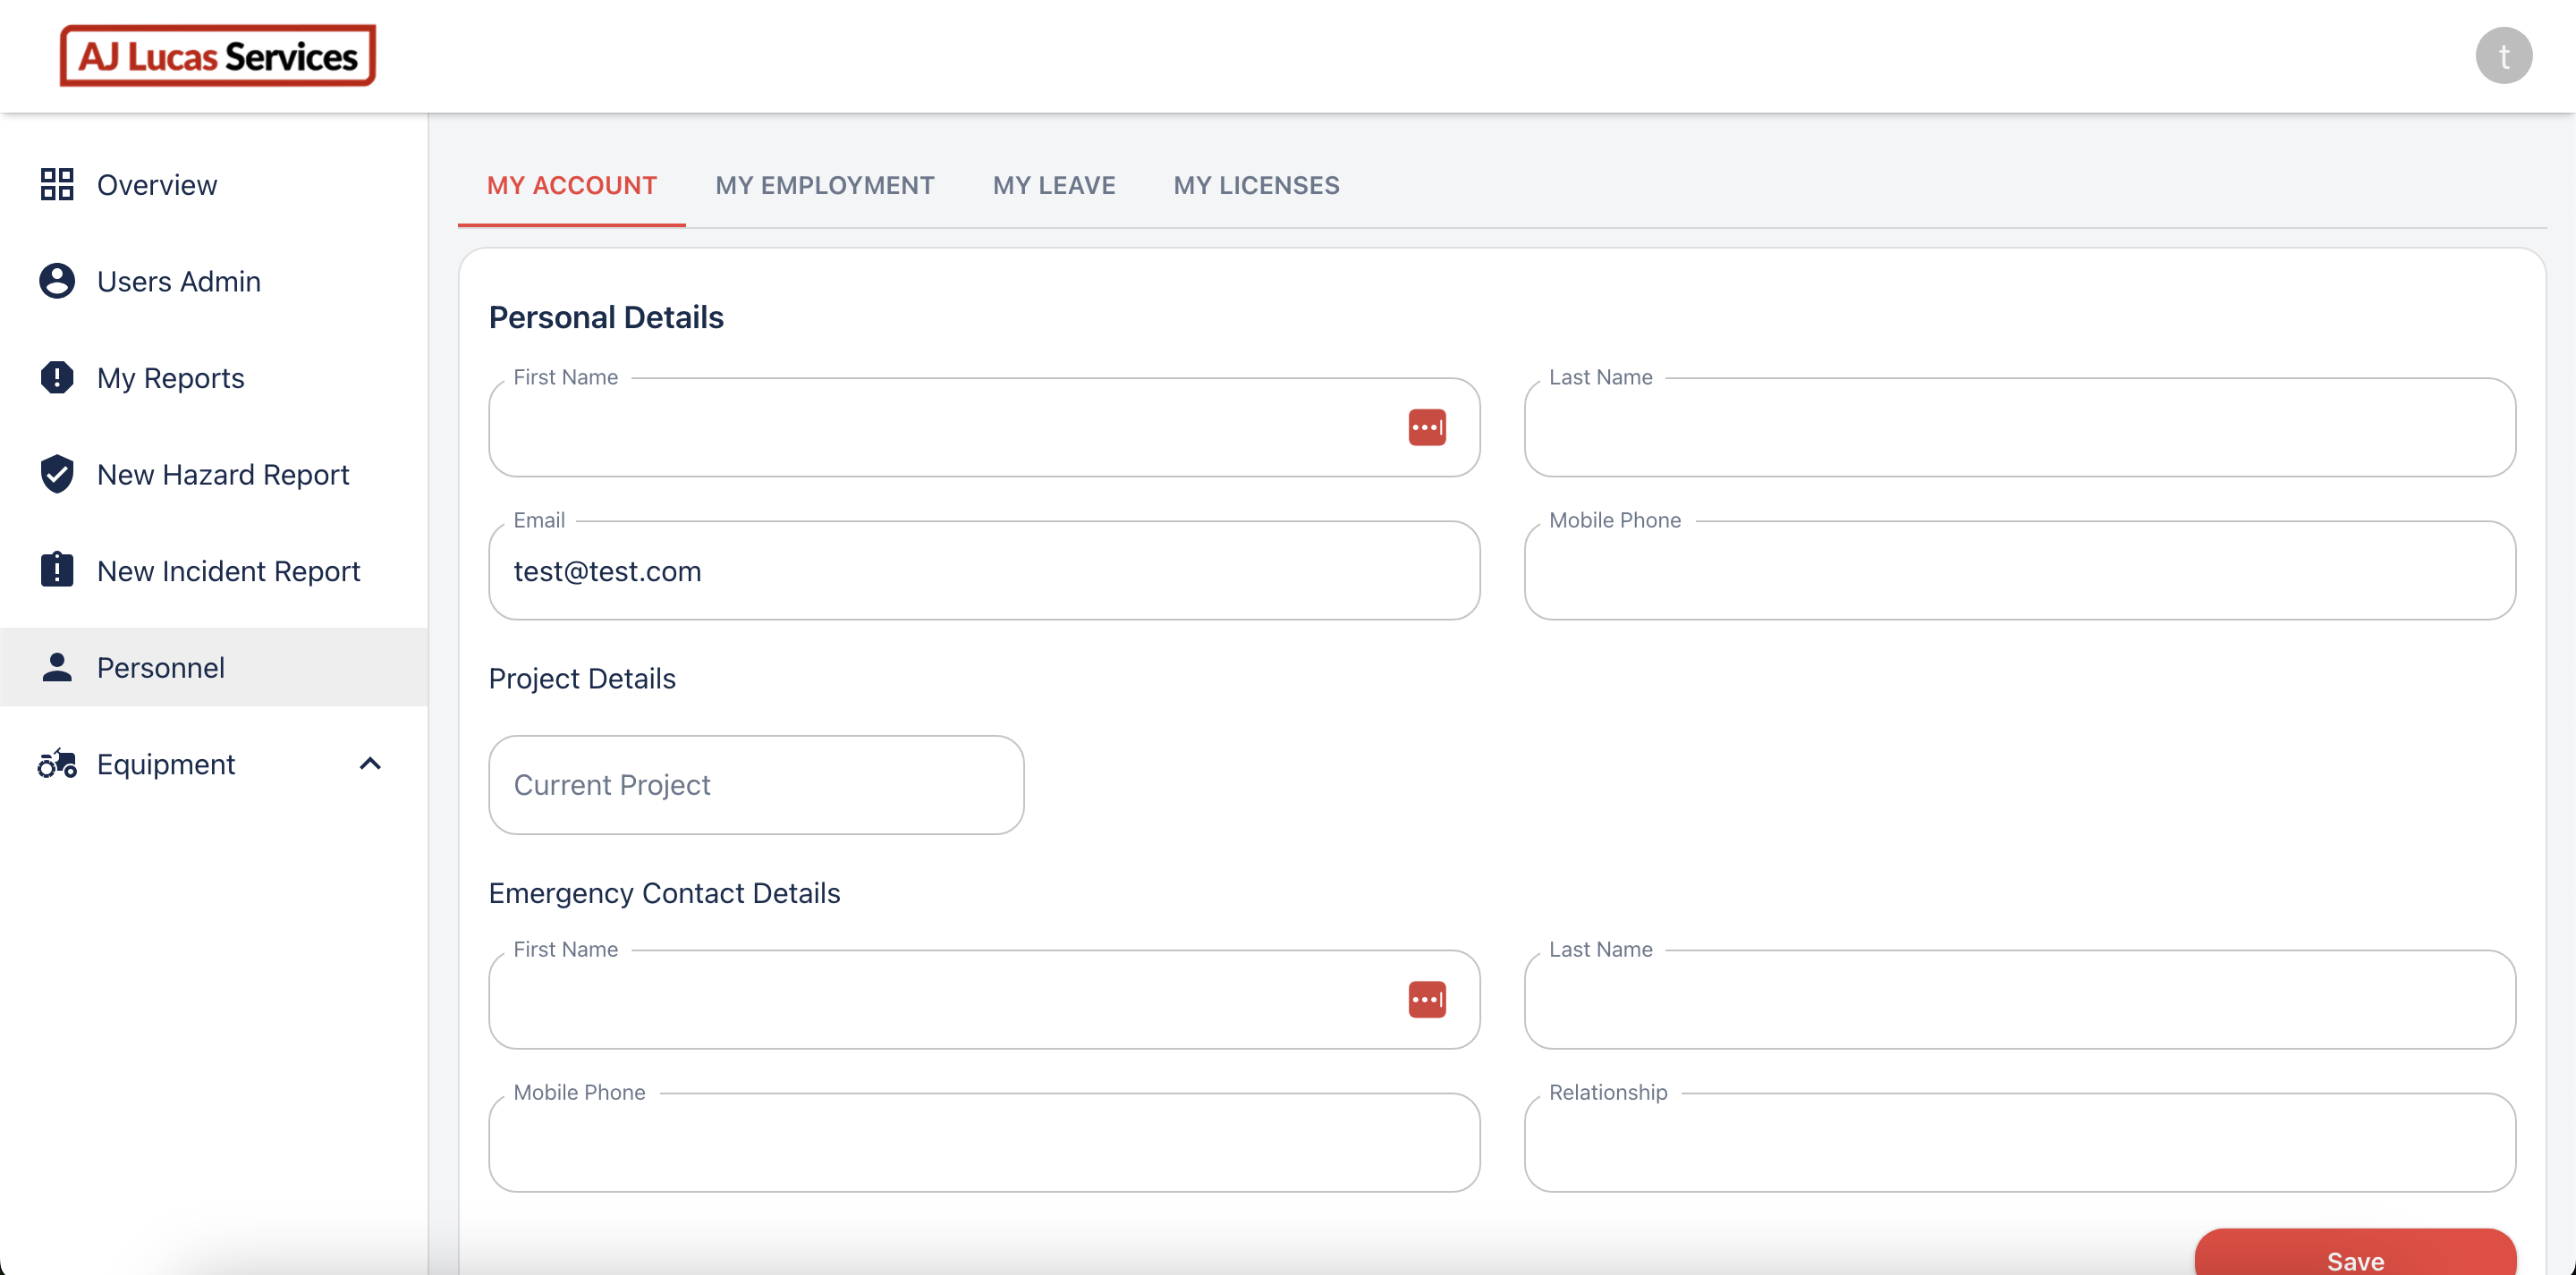 AJ Lucas Services
t
Overview
Users Admin
My Reports
New Hazard Report
New Incident Report
Personnel
Equipment
MY ACCOUNT MY EMPLOYMENT MY LEAVE MY LICENSES
Personal Details
First Name Last Name
Email Mobile Phone
test@test.com
Project Details
Current Project
Emergency Contact Details
First Name Last Name
Mobile Phone Relationship
Save